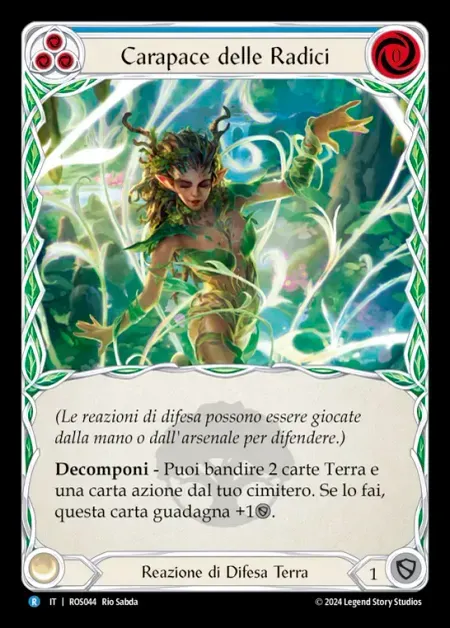 Carapace delle Radici
0
(Le reazioni di difesa possono essere giocate
dalla mano o dall'arsenale per difendere.)
Decomponi - Puoi bandire 2 carte Terra e
una carta azione dal tuo cimitero. Se lo fai,
questa carta guadagna +1.
Reazione di Difesa Terra
1
R IT | ROS044 Rio Sabda
© 2024 Legend Story Studios